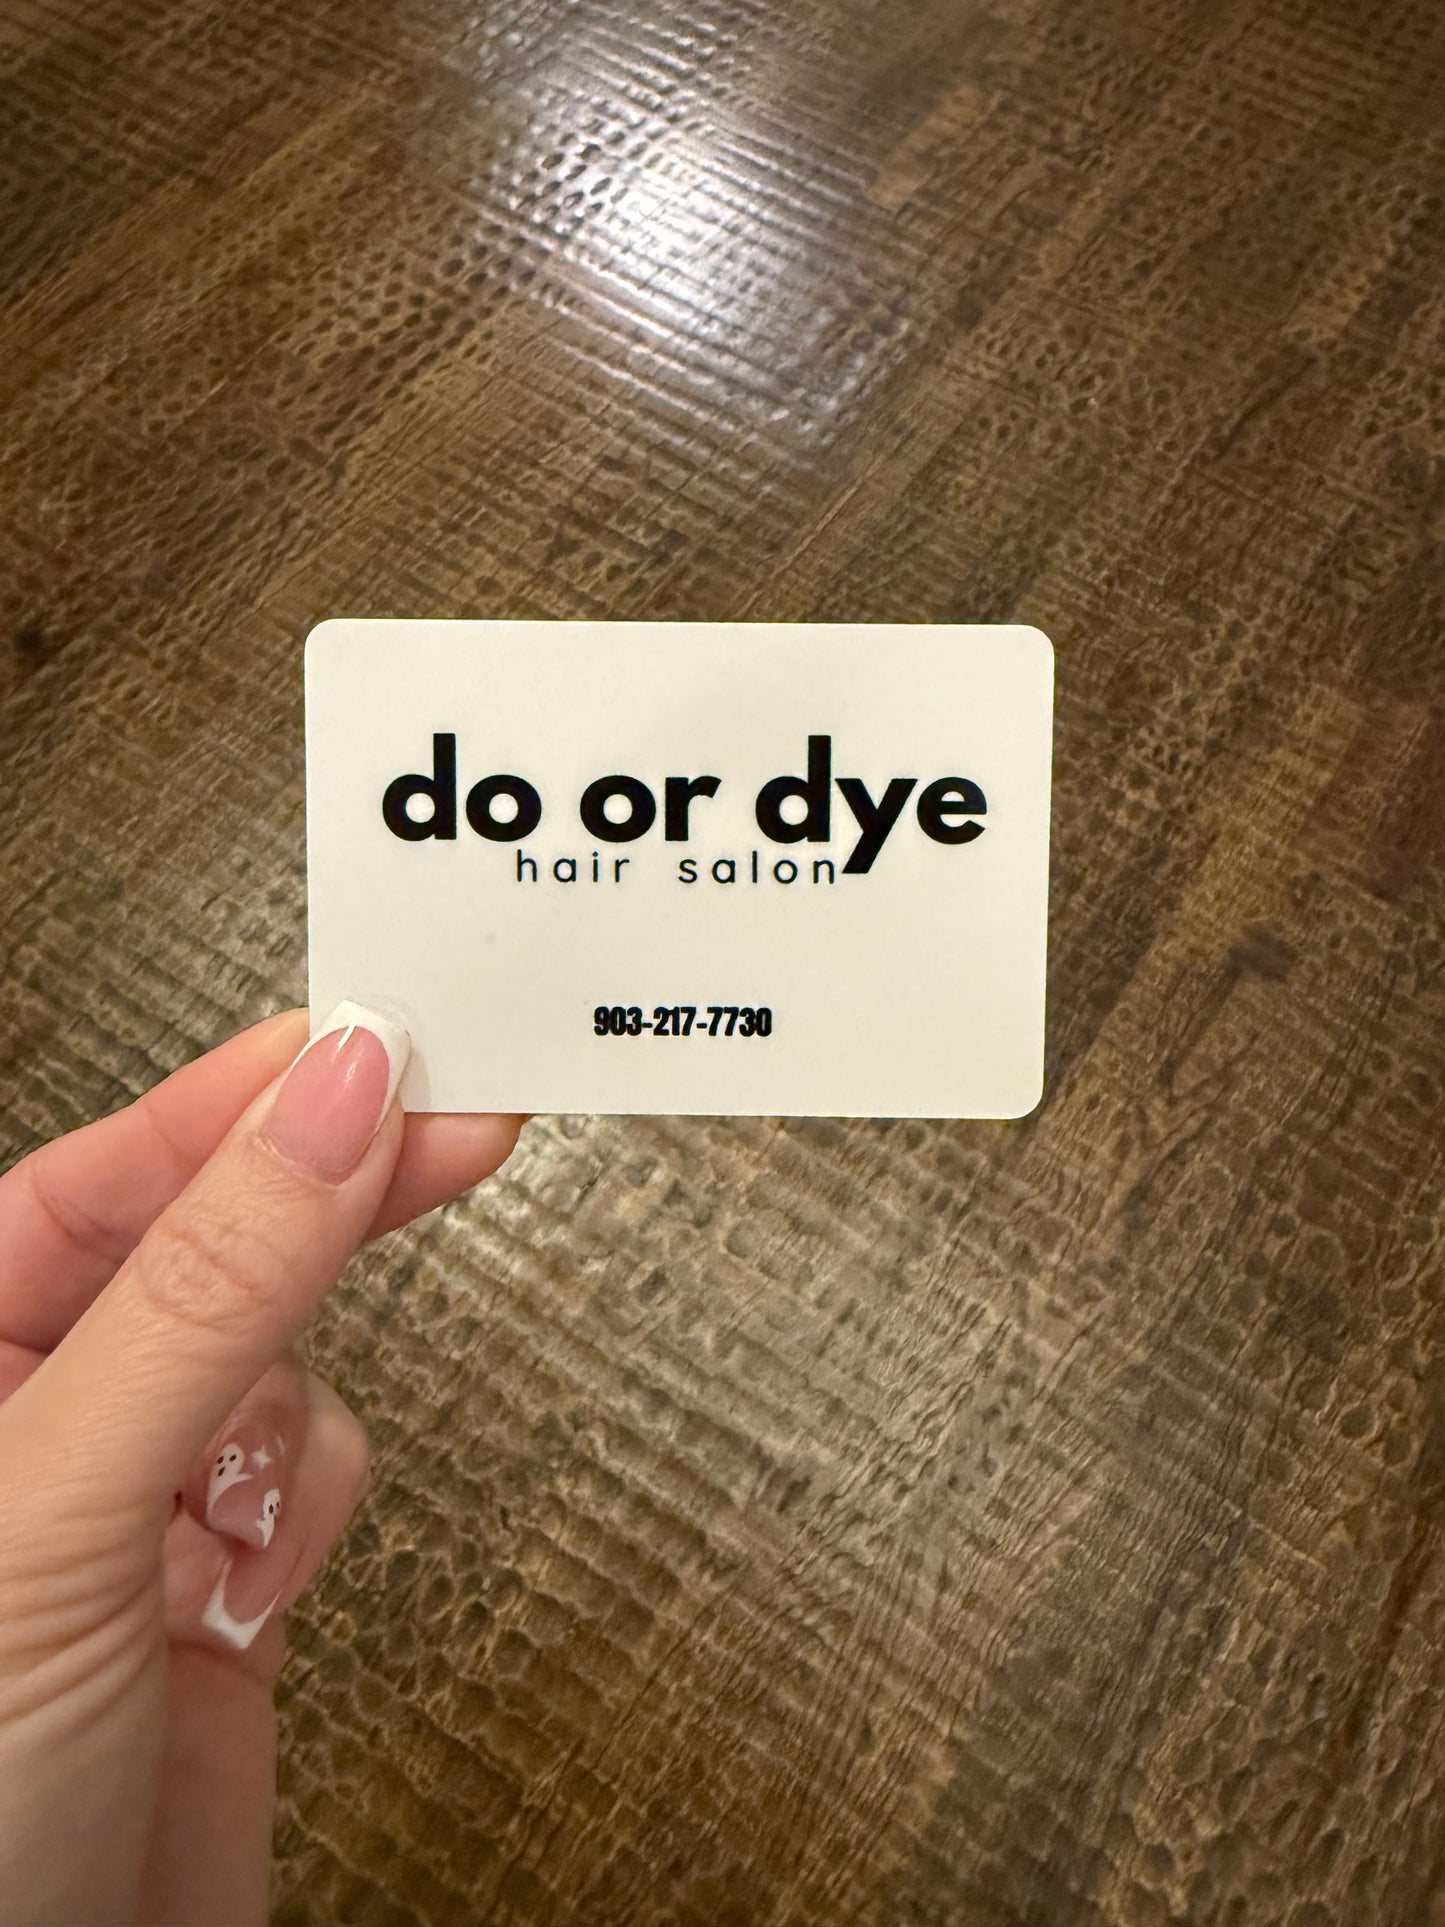 do or dye
hair salon
903-217-7730